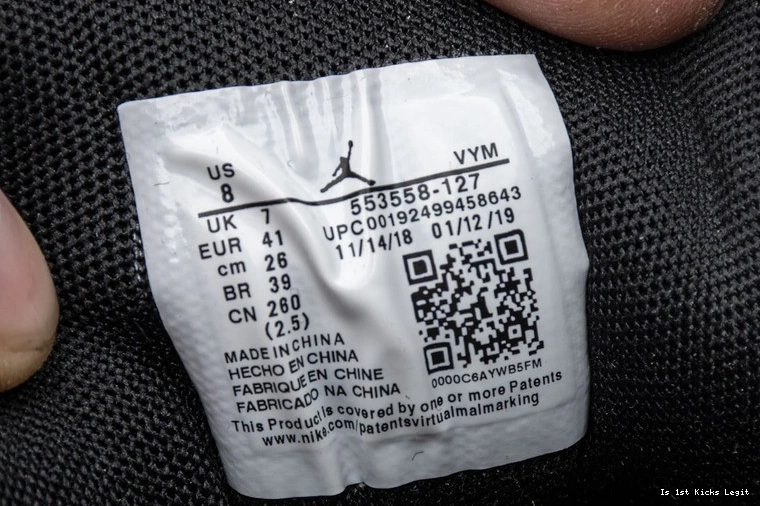 US VYM
8 553558-127
UK 7 UPC00192499458643
EUR 41 11/14/18 01/12/19
cm 26
BR 39
CN 260
(2.5)
MADE IN CHINA
HECHO EN CHINA
FABRIQUE EN CHINE
FABRICADO NA CHINA
0000C6AYWB5FM
This Product is covered by one or more Patents
www.nike.com/patentsvirtualmalmarking
Is 1st Kicks Legit